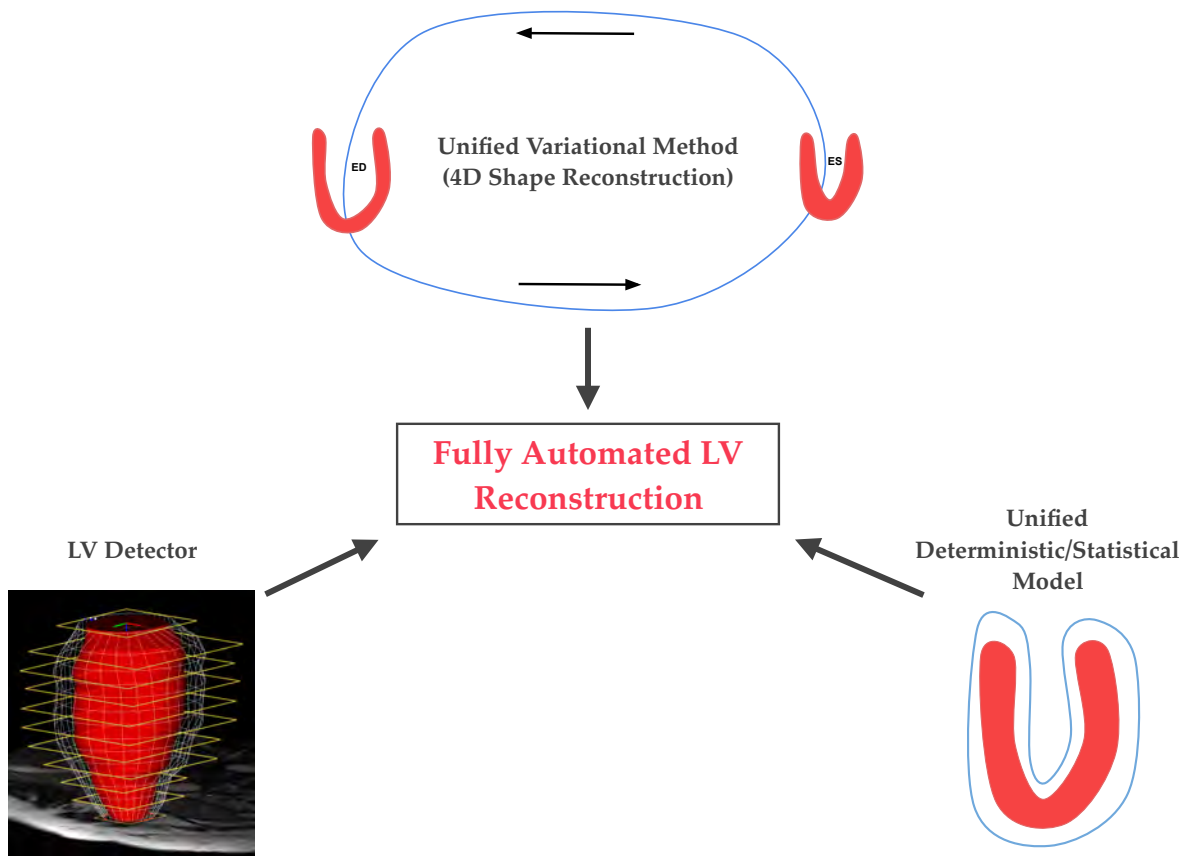 Unified Variational Method
(4D Shape Reconstruction)
ED
ES
Fully Automated LV
Reconstruction
LV Detector
Unified
Deterministic/Statistical
Model